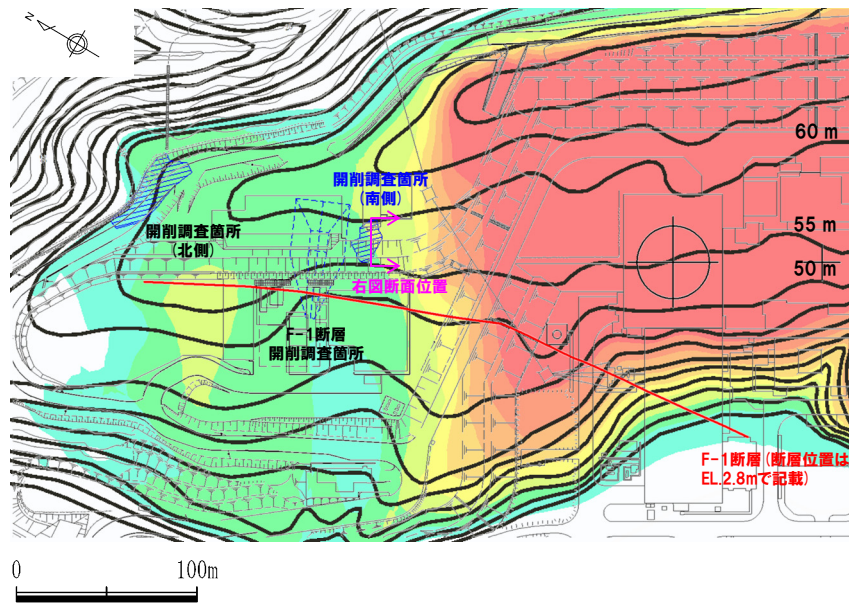 N
60 m
開削調査箇所
(南側)
開削調査箇所
(北側)
55 m
50 m
右図断面位置
F-1断層
開削調査箇所
F-1断層(断層位置は
EL.2.8mで記載)
0
100m